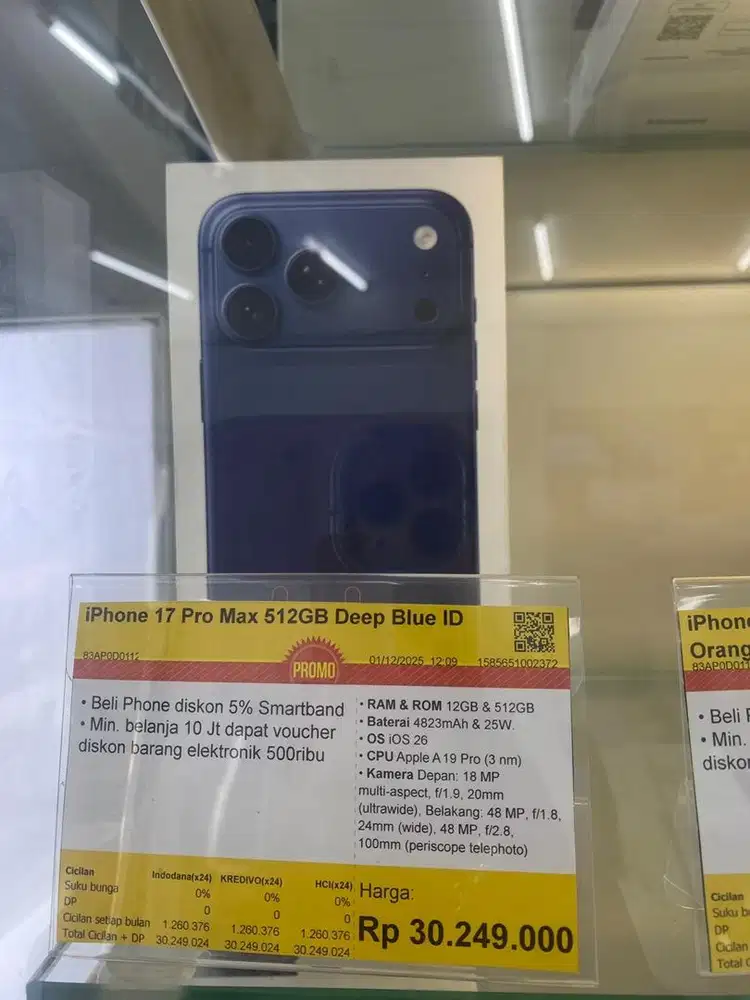 iPhone 17 Pro Max 512GB Deep Blue ID
83AP0D0112
PROMO
01/12/2025 12:09 1585651002372
• Beli Phone diskon 5% Smartband
• Min. belanja 10 Jt dapat voucher
diskon barang elektronik 500ribu
• RAM & ROM 12GB & 512GB
• Baterai 4823mAh & 25W.
• OS iOS 26
• CPU Apple A19 Pro (3 nm)
• Kamera Depan: 18 MP
multi-aspect, f/1.9, 20mm
(ultrawide), Belakang: 48 MP, f/1.8,
24mm (wide), 48 MP, f/2.8,
100mm (periscope telephoto)
Cicilan Indodana(x24) KREDIVO(x24) HCI(x24)
Suku bunga 0% 0% 0%
DP 0 0 0
Cicilan setiap bulan 1.260.376 1.260.376 1.260.376
Total Cicilan + DP 30.249.024 30.249.024 30.249.024
Harga:
Rp 30.249.000
iPhone
Orang
83AP0D011
• Beli
• Min.
diskon
Cicilan
Suku b
DP
Cicilan
Total C